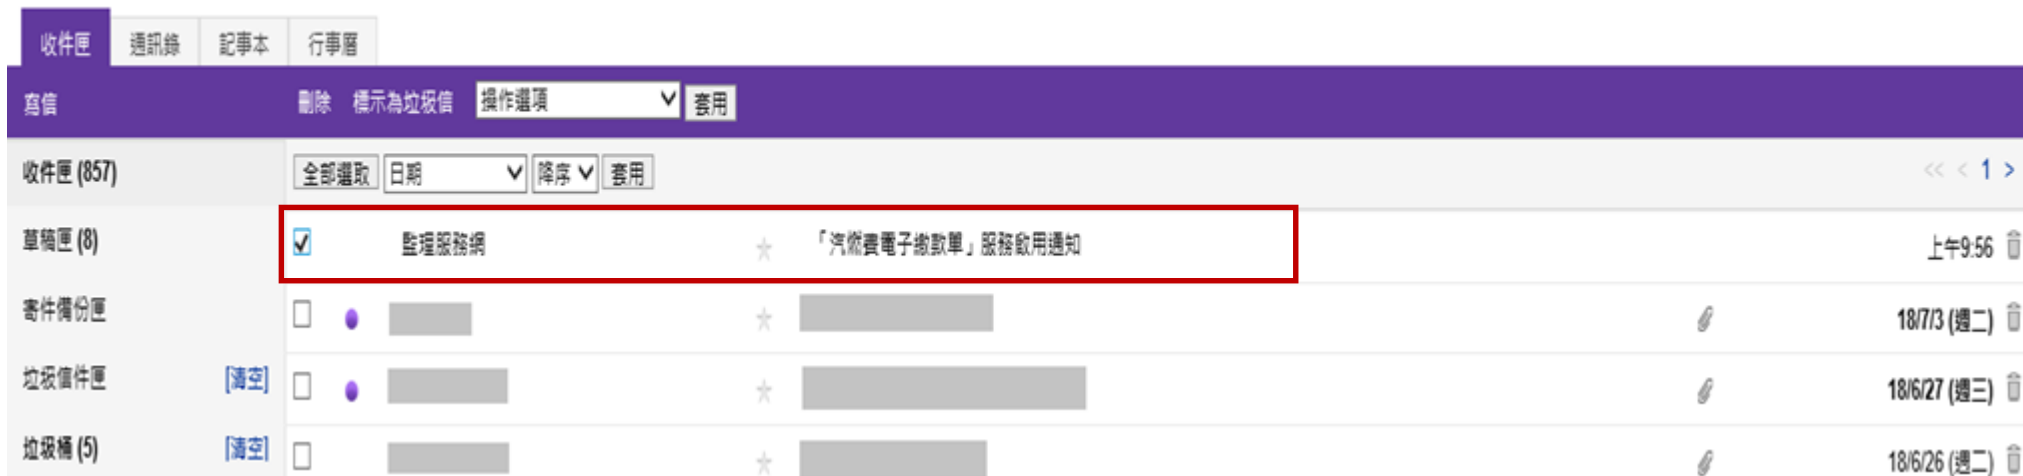 收件匣 通訊錄 記事本 行事曆
寫信 刪除 標示為垃圾信 操作選項 套用
收件匣 (857) 全部選取 日期 降序 套用 << < 1 >
草稿匣 (8) 監理服務網 「汽燃費電子繳款單」服務啟用通知 上午9:56
寄件備份匣 18/7/3 (週二)
垃圾信件匣 [清空] 18/6/27 (週三)
垃圾桶 (5) [清空] 18/6/26 (週二)